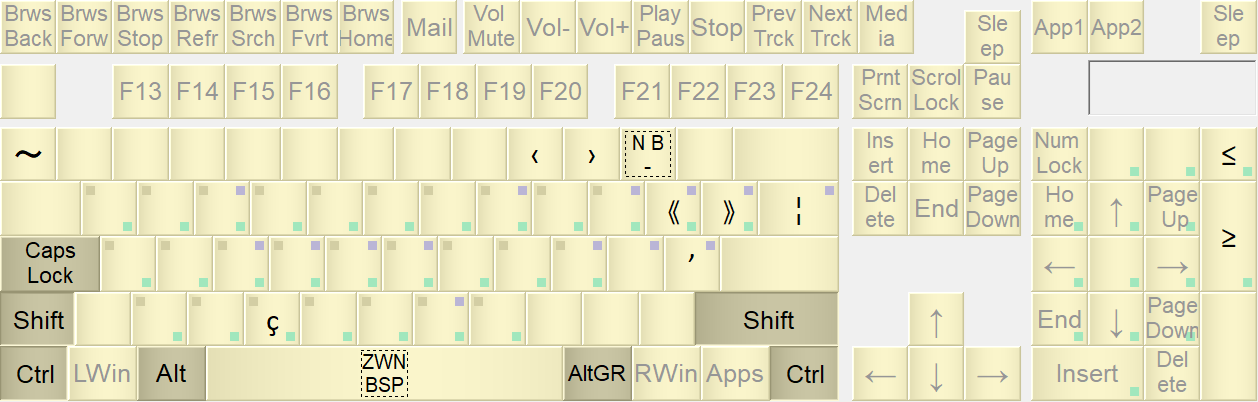 Brws Back Brws Forw Brws Stop Brws Refr Brws Srch Brws Fvrt Brws Home Mail Vol Mute Vol- Vol+ Play Paus Stop Prev Trck Next Trck Med ia Sle ep App1 App2 Sle ep
F13 F14 F15 F16 F17 F18 F19 F20 F21 F22 F23 F24 Prnt Scrn Scrol Lock Pau se
~ ‹ › N B - Ins ert Ho me Page Up Num Lock ≤
《 》 ¦ Del ete End Page Down Ho me ↑ Page Up
Caps Lock ′ ← → ≥
Shift ç Shift ↑ End ↓ Page Down
Ctrl LWin Alt ZWN BSP AltGR RWin Apps Ctrl ← ↓ → Insert Del ete